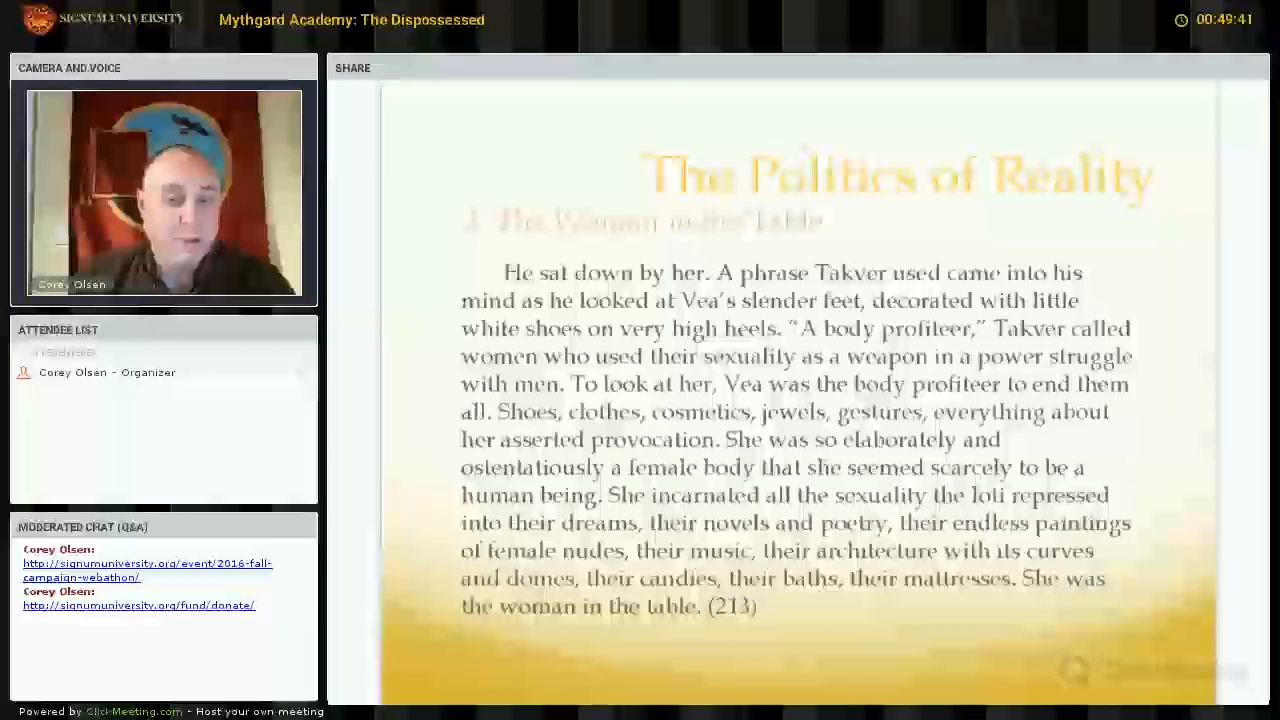 SIGNUM UNIVERSITY
Mythgard Academy: The Dispossessed
00:49:41
CAMERA AND VOICE
Corey Olsen
ATTENDEE LIST
Corey Olsen - Organizer
MODERATED CHAT (Q&A)
Corey Olsen:
http://signumuniversity.org/event/2016-fall-
campaign-webathon/
Corey Olsen:
http://signumuniversity.org/fund/donate/
SHARE
The Politics of Reality
The Woman in the Table
He sat down by her. A phrase Takver used came into his
mind as he looked at Vea's slender feet, decorated with little
white shoes on very high heels. "A body profiteer," Takver called
women who used their sexuality as a weapon in a power struggle
with men. To look at her, Vea was the body profiteer to end them
all. Shoes, clothes, cosmetics, jewels, gestures, everything about
her asserted provocation. She was so elaborately and
ostentatiously a female body that she seemed scarcely to be a
human being. She incarnated all the sexuality the Ioti repressed
into their dreams, their novels and poetry, their endless paintings
of female nudes, their music, their architecture with its curves
and domes, their candies, their baths, their mattresses. She was
the woman in the table. (213)
Powered by ClickMeeting.com - Host your own meeting